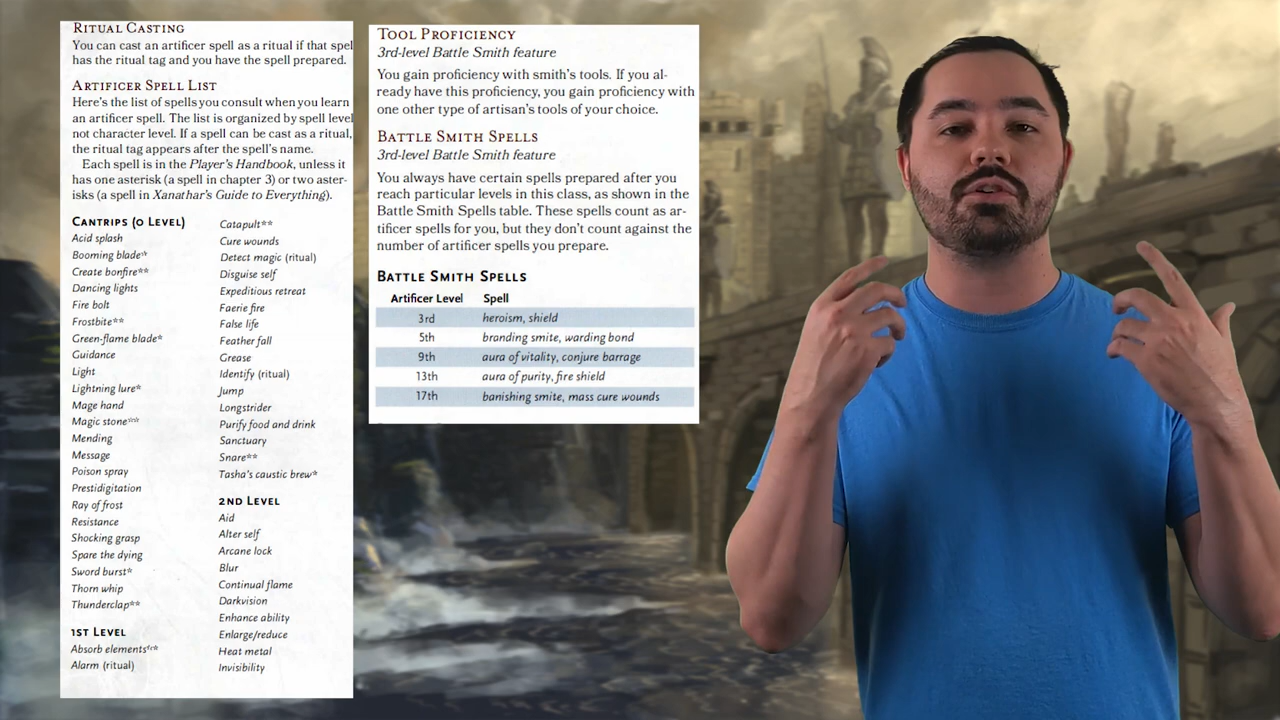 RITUAL CASTING
You can cast an artificer spell as a ritual if that spel
has the ritual tag and you have the spell prepared.
ARTIFICER SPELL LIST
Here's the list of spells you consult when you learn
an artificer spell. The list is organized by spell level
not character level. If a spell can be cast as a ritual,
the ritual tag appears after the spell's name.
Each spell is in the Player's Handbook, unless it
has one asterisk (a spell in chapter 3) or two aster-
isks (a spell in Xanathar's Guide to Everything).
CANTRIPS (0 LEVEL)
Acid splash
Booming blade*
Create bonfire**
Dancing lights
Fire bolt
Frostbite**
Green-flame blade*
Guidance
Light
Lightning lure*
Mage hand
Magic stone**
Mending
Message
Poison spray
Prestidigitation
Ray of frost
Resistance
Shocking grasp
Spare the dying
Sword burst*
Thorn whip
Thunderclap**
1ST LEVEL
Absorb elements**
Alarm (ritual)
Catapult**
Cure wounds
Detect magic (ritual)
Disguise self
Expeditious retreat
Faerie fire
False life
Feather fall
Grease
Identify (ritual)
Jump
Longstrider
Purify food and drink
Sanctuary
Snare**
Tasha's caustic brew*
2ND LEVEL
Aid
Alter self
Arcane lock
Blur
Continual flame
Darkvision
Enhance ability
Enlarge/reduce
Heat metal
Invisibility
TOOL PROFICIENCY
3rd-level Battle Smith feature
You gain proficiency with smith's tools. If you al-
ready have this proficiency, you gain proficiency with
one other type of artisan's tools of your choice.
BATTLE SMITH SPELLS
3rd-level Battle Smith feature
You always have certain spells prepared after you
reach particular levels in this class, as shown in the
Battle Smith Spells table. These spells count as ar-
tificer spells for you, but they don't count against the
number of artificer spells you prepare.
BATTLE SMITH SPELLS
Artificer Level Spell
3rd heroism, shield
5th branding smite, warding bond
9th aura of vitality, conjure barrage
13th aura of purity, fire shield
17th banishing smite, mass cure wounds